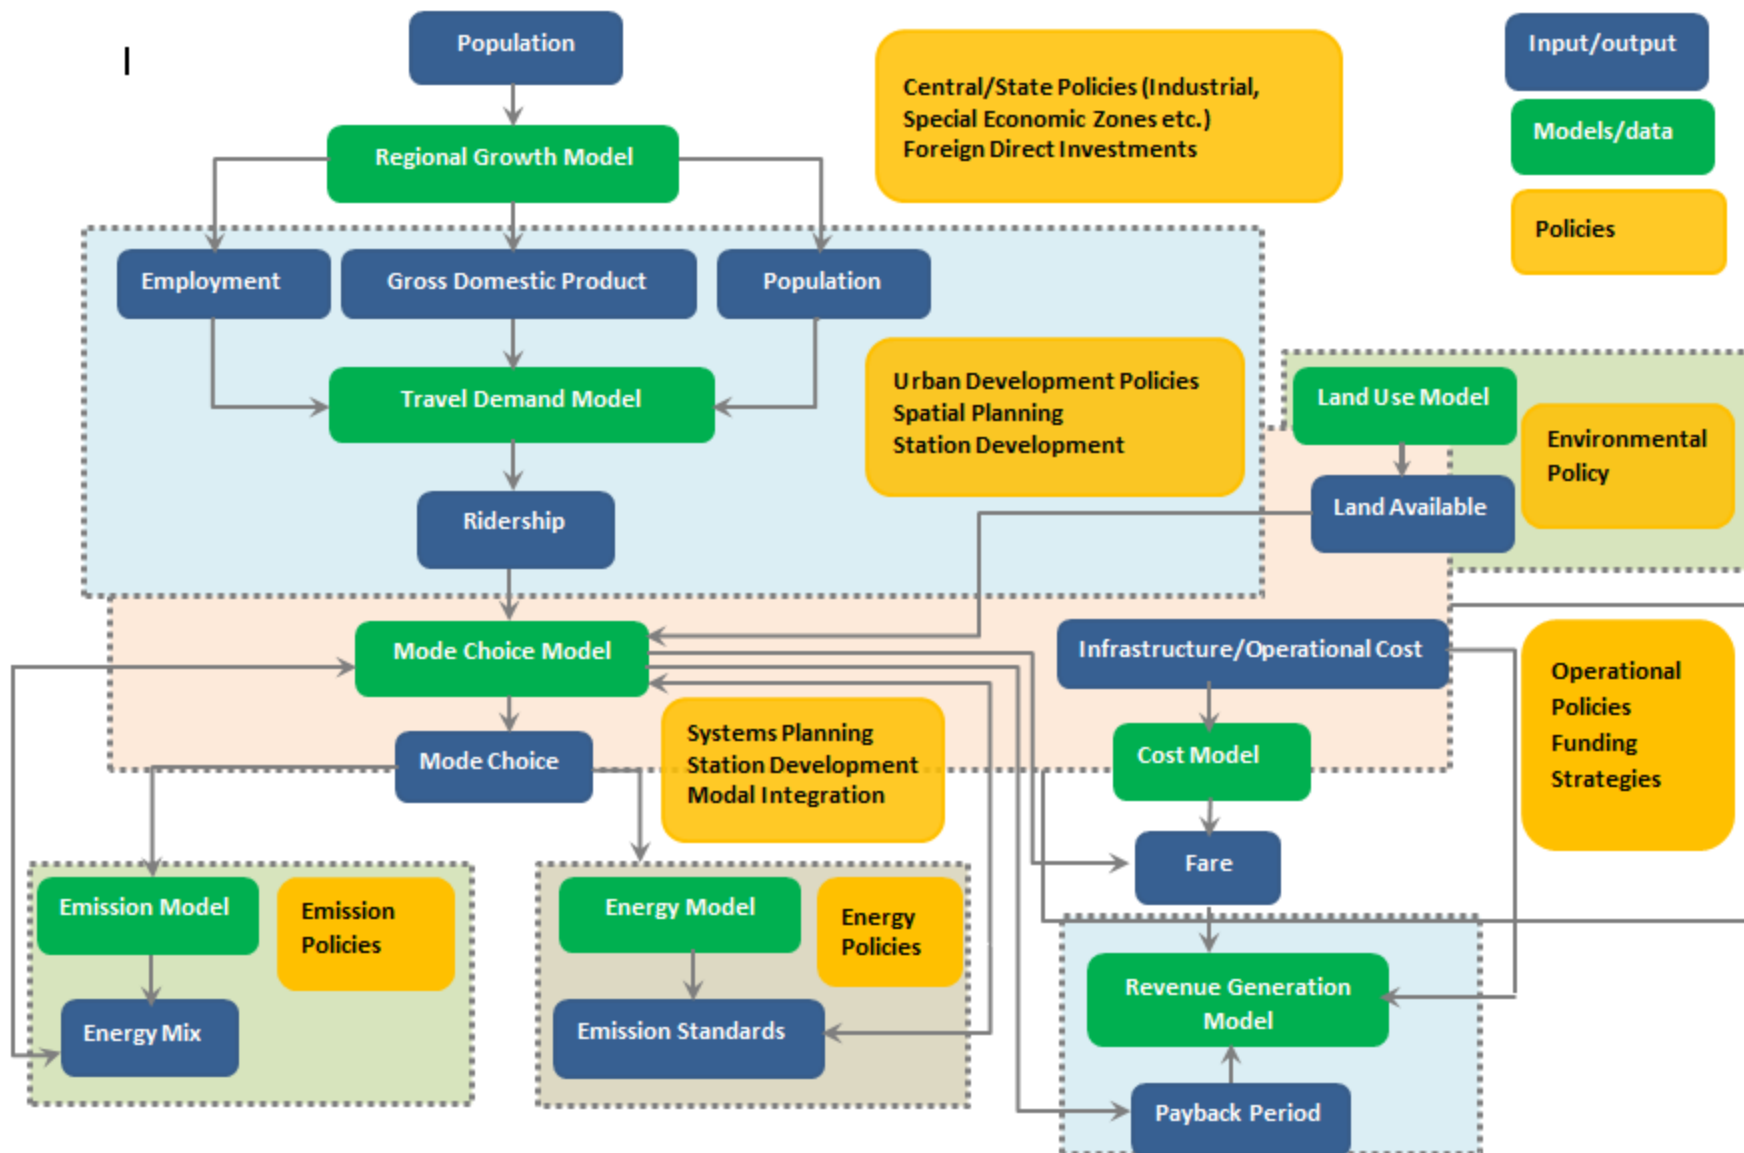 Population
Input/output
Central/State Policies (Industrial,
Special Economic Zones etc.)
Foreign Direct Investments
Models/data
Regional Growth Model
Policies
Employment
Gross Domestic Product
Population
Urban Development Policies
Spatial Planning
Station Development
Travel Demand Model
Land Use Model
Environmental
Policy
Land Available
Ridership
Mode Choice Model
Infrastructure/Operational Cost
Operational
Policies
Funding
Strategies
Systems Planning
Station Development
Modal Integration
Mode Choice
Cost Model
Fare
Emission Model
Emission
Policies
Energy Model
Energy
Policies
Energy Mix
Emission Standards
Revenue Generation
Model
Payback Period